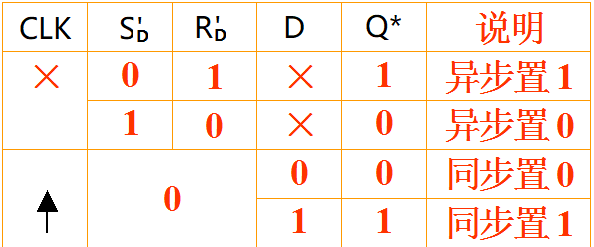 CLK S'D R'D D Q* 说明
× 0 1 × 1 异步置 1
1 0 × 0 异步置 0
↑ 0 0 0 同步置 0
1 1 同步置 1